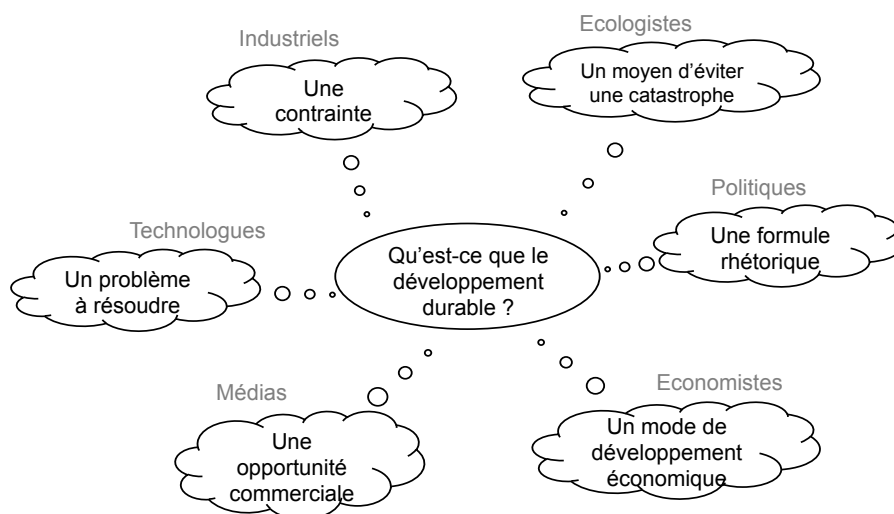 Industriels
Une
contrainte
Ecologistes
Un moyen d’éviter
une catastrophe
Technologues
Un problème
à résoudre
Qu’est-ce que le
développement
durable ?
Politiques
Une formule
rhétorique
Médias
Une
opportunité
commerciale
Economistes
Un mode de
développement
économique